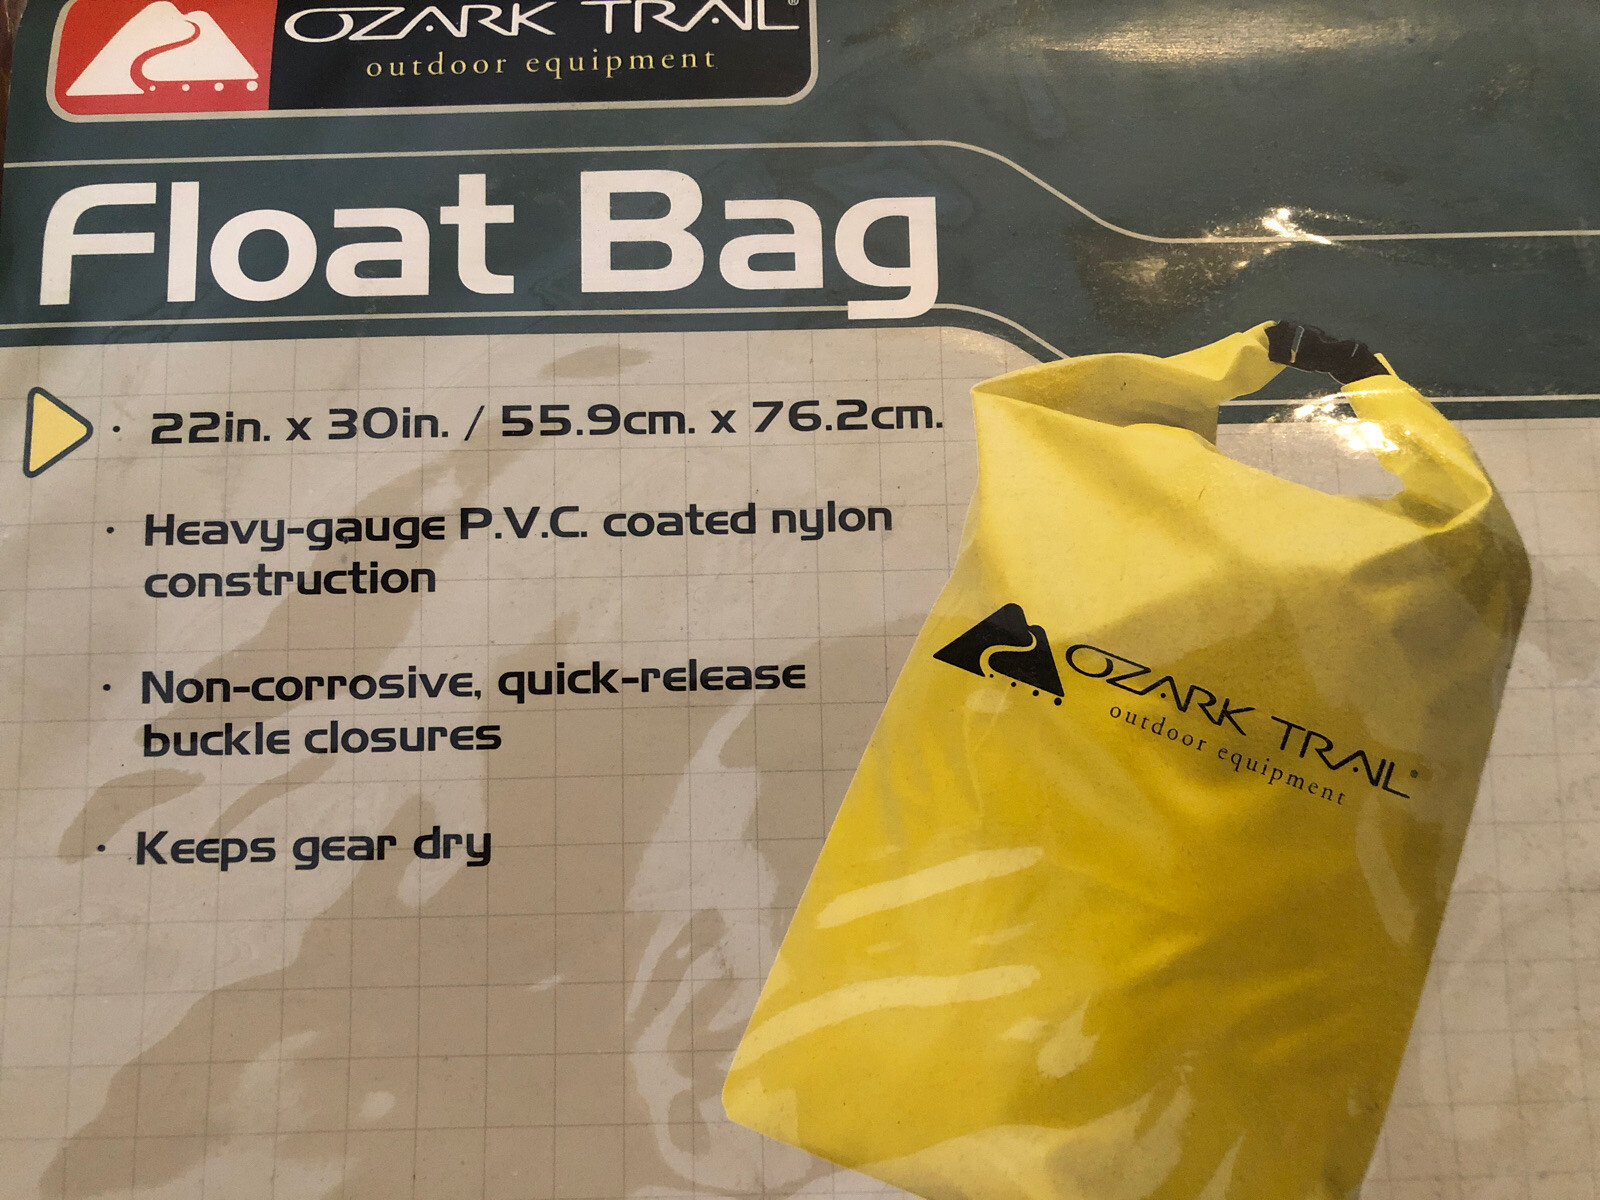 OZARK TRAIL®
outdoor equipment
Float Bag
· 22in. x 30in. / 55.9cm. x 76.2cm.
· Heavy-gauge P.V.C. coated nylon
construction
· Non-corrosive, quick-release
buckle closures
· Keeps gear dry
OZARK TRAIL®
outdoor equipment